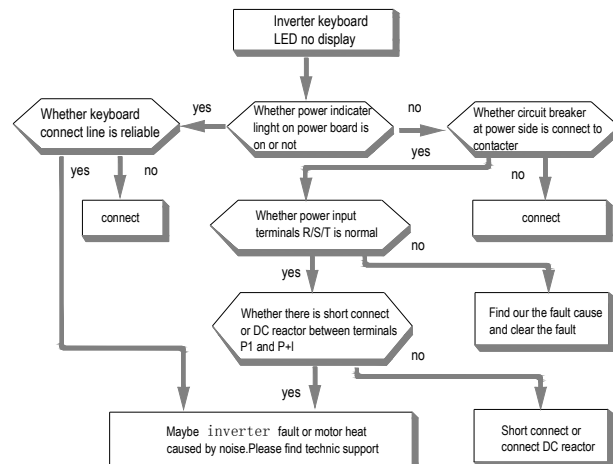 Inverter keyboard
LED no display
yes
no
Whether keyboard
connect line is reliable
Whether power indicater
linght on power board is
on or not
Whether circuit breaker
at power side is connect to
contacter
yes
no
yes
no
connect
connect
Whether power input
terminals R/S/T is normal
yes
no
Whether there is short connect
or DC reactor between terminals
P1 and P+I
Find our the fault cause
and clear the fault
yes
no
Maybe inverter fault or motor heat
caused by noise.Please find technic support
Short connect or
connect DC reactor